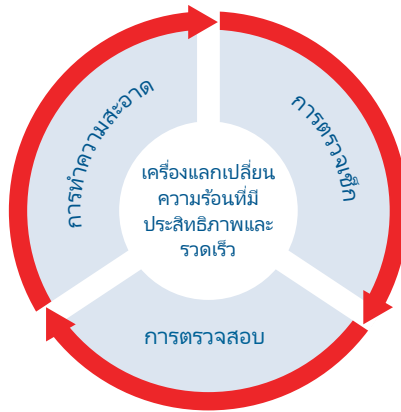 การทำความสะอาด
การตรวจเช็ก
เครื่องแลกเปลี่ยน
ความร้อนที่มี
ประสิทธิภาพและ
รวดเร็ว
การตรวจสอบ